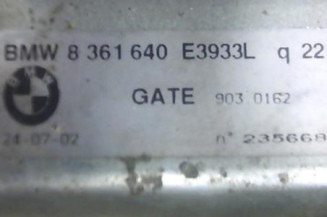 BMW 8 361 640 E3933L q 22
GATE 903 0162
24-07-02 n° 235668